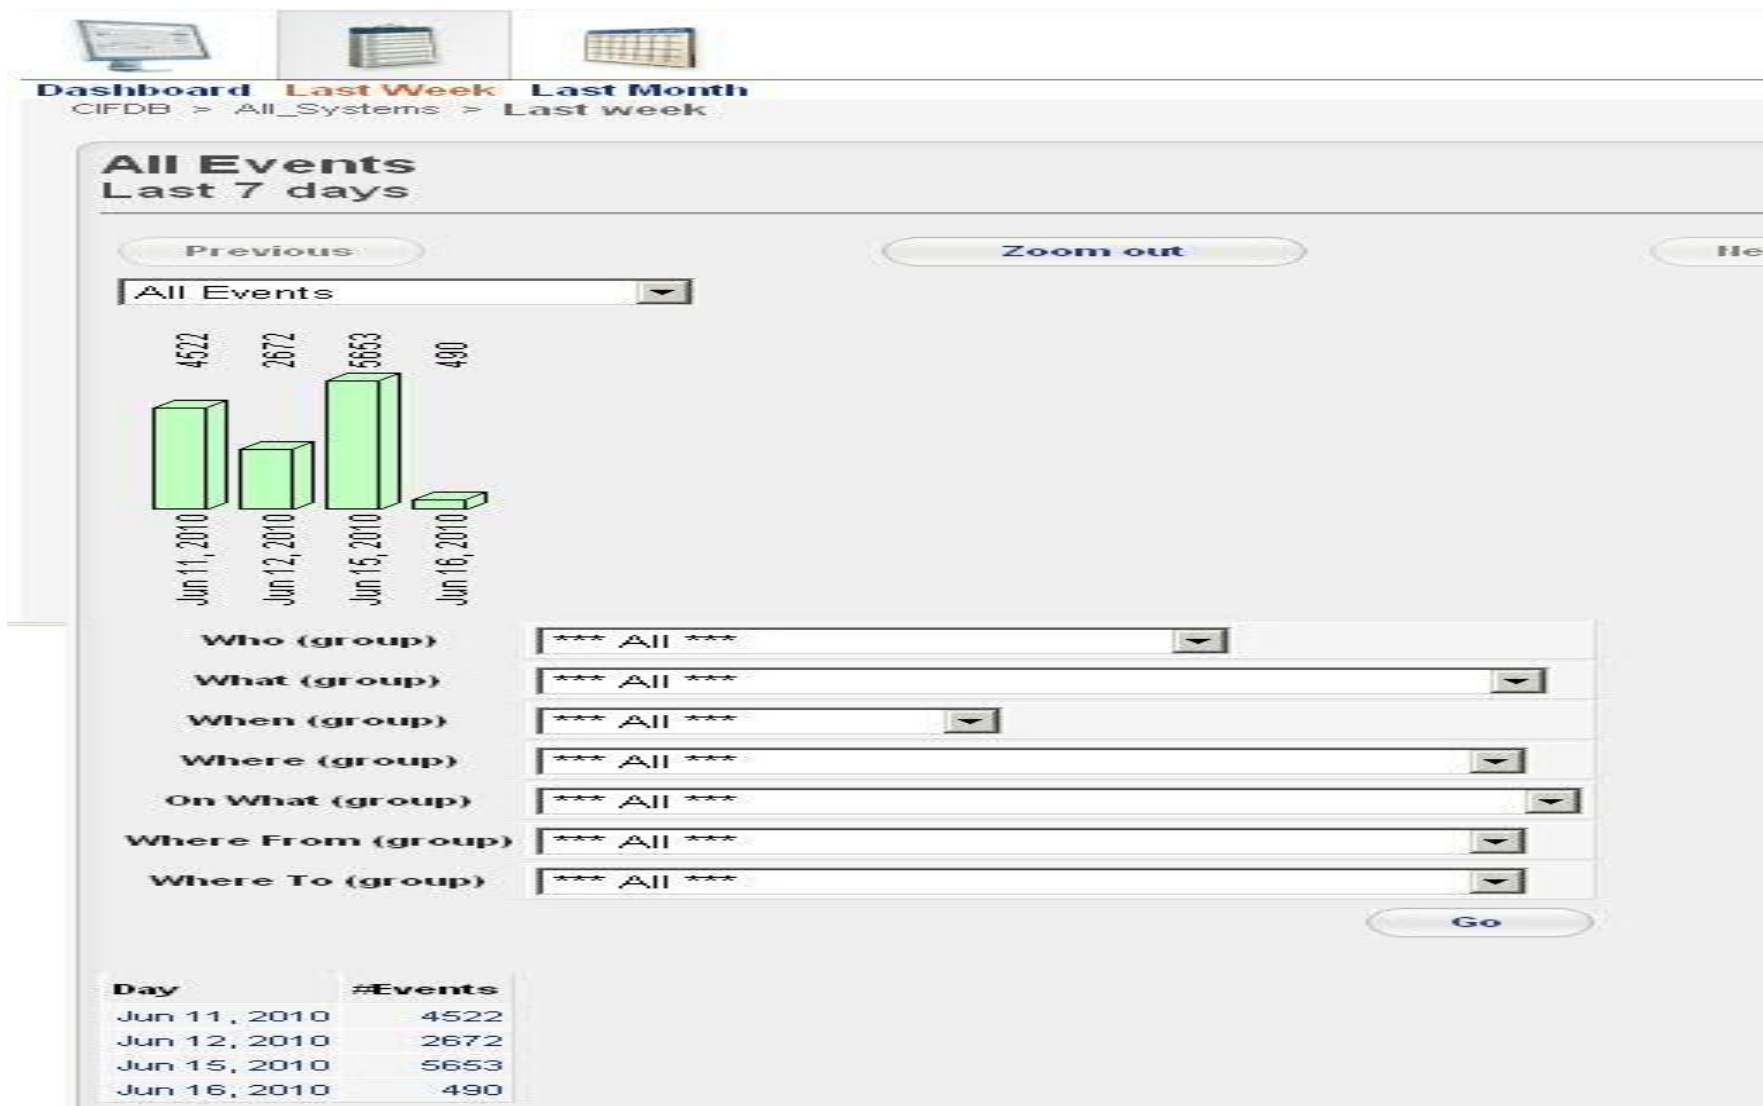 Dashboard Last Week Last Month
CIFDB > All_Systems > Last week
All Events
Last 7 days
Previous Zoom out
All Events
4522 2672 5653 490
Jun 11, 2010 Jun 12, 2010 Jun 15, 2010 Jun 16, 2010
Who (group) *** All ***
What (group) *** All ***
When (group) *** All ***
Where (group) *** All ***
On What (group) *** All ***
Where From (group) *** All ***
Where To (group) *** All ***
Go
Day #Events
Jun 11, 2010 4522
Jun 12, 2010 2672
Jun 15, 2010 5653
Jun 16, 2010 490